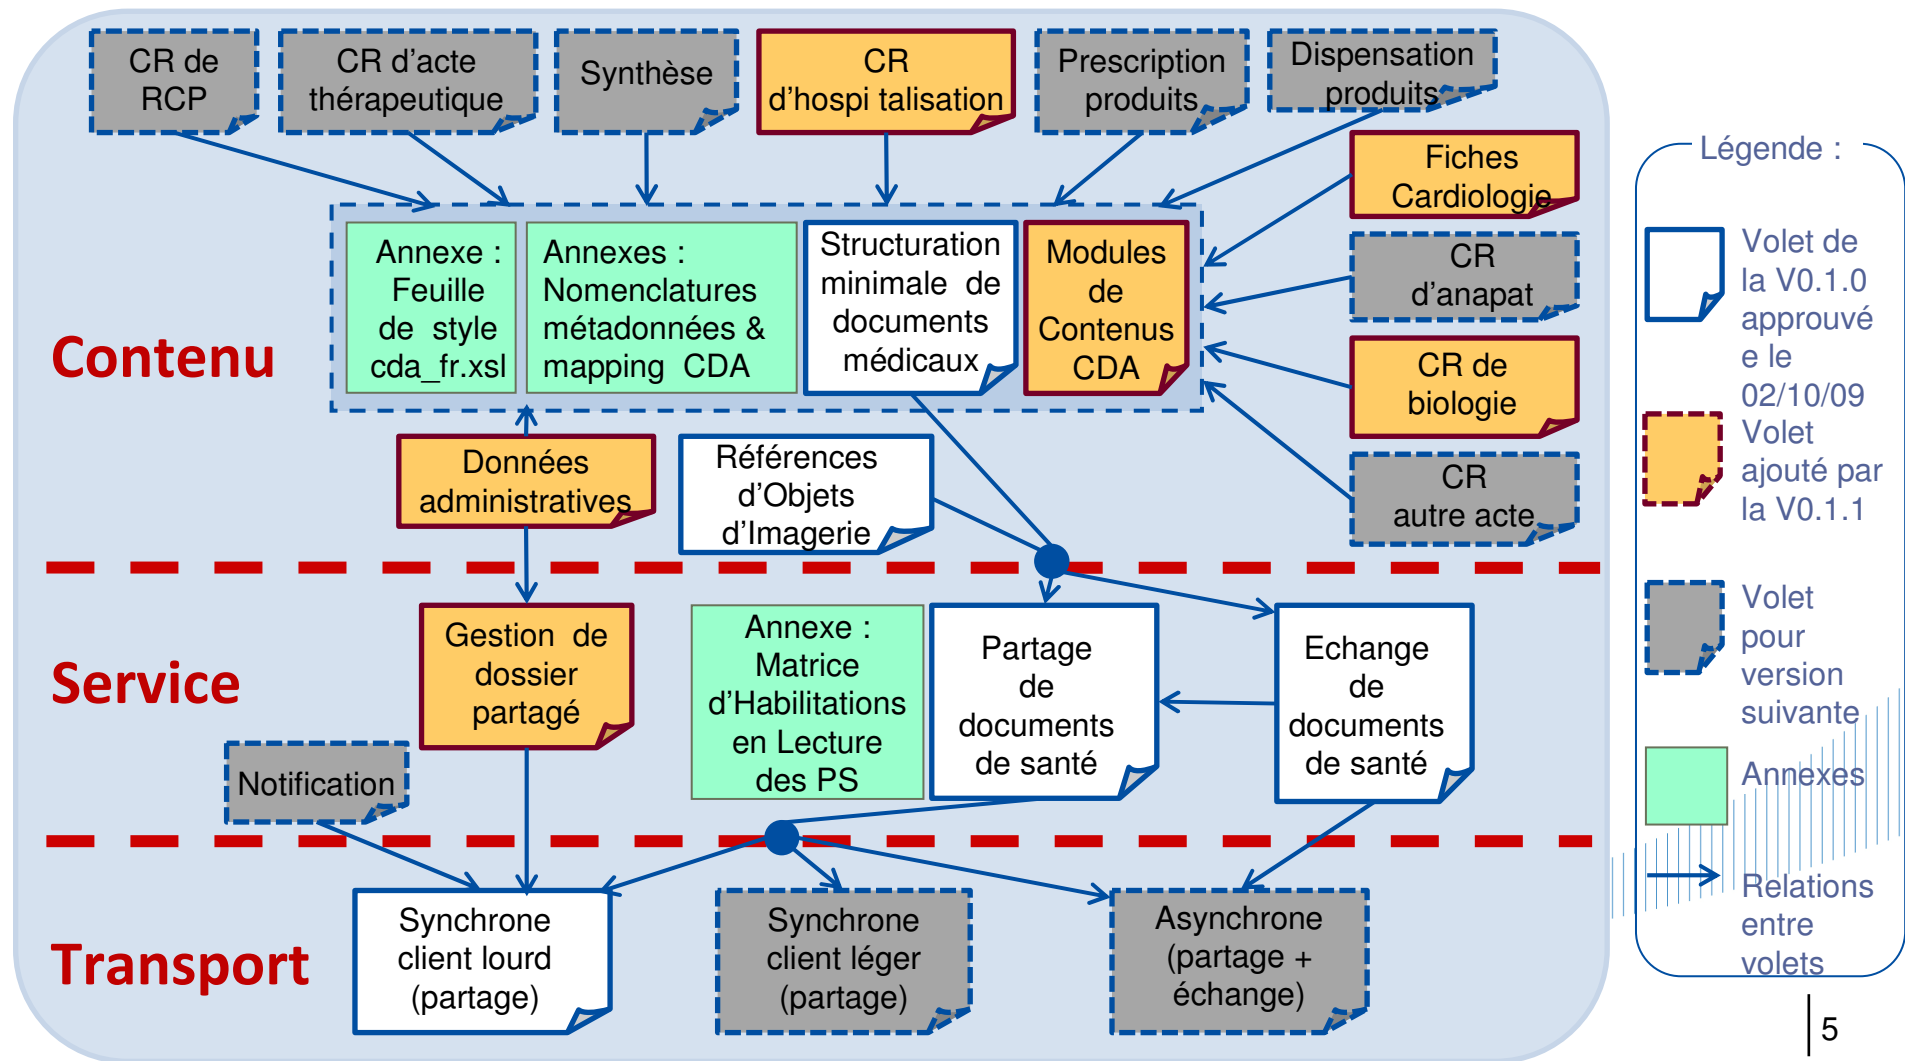 CR de
RCP
CR d'acte
thérapeutique
Synthèse
CR
d'hospi talisation
Prescription
produits
Dispensation
produits
Fiches
Cardiologie
CR
d'anapat
CR de
biologie
CR
autre acte
Contenu
Annexe :
Feuille
de style
cda_fr.xsl
Annexes :
Nomenclatures
métadonnées &
mapping CDA
Structuration
minimale de
documents
médicaux
Modules
de
Contenus
CDA
Données
administratives
Références
d'Objets
d'Imagerie
Service
Gestion de
dossier
partagé
Annexe :
Matrice
d'Habilitations
en Lecture
des PS
Partage
de
documents
de santé
Echange
de
documents
de santé
Notification
Transport
Synchrone
client lourd
(partage)
Synchrone
client léger
(partage)
Asynchrone
(partage +
échange)
Légende :
Volet de
la V0.1.0
approuvé
e le
02/10/09
Volet
ajouté par
la V0.1.1
Volet
pour
version
suivante
Annexes
Relations
entre
volets
5